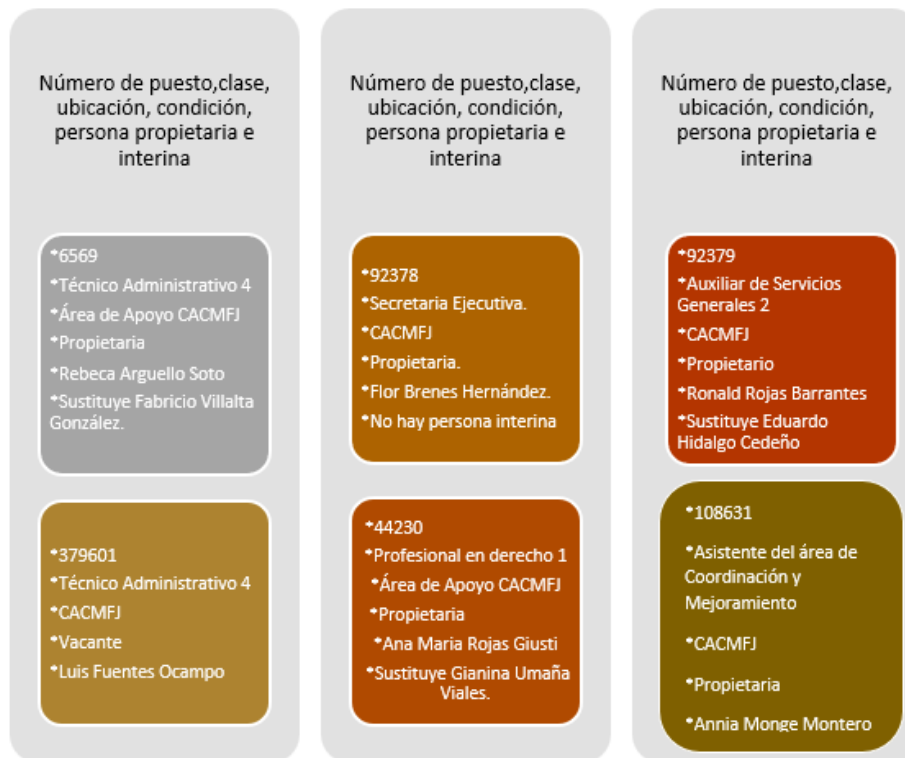 Número de puesto,clase,
ubicación, condición,
persona propietaria e
interina
*6569
*Técnico Administrativo 4
*Área de Apoyo CACMFJ
*Propietaria
*Rebeca Arguello Soto
*Sustituye Fabricio Villalta
González.
*379601
*Técnico Administrativo 4
*CACMFJ
*Vacante
*Luis Fuentes Ocampo
Número de puesto,clase,
ubicación, condición,
persona propietaria e
interina
*92378
*Secretaria Ejecutiva.
*CACMFJ
*Propietaria.
*Flor Brenes Hernández.
*No hay persona interina
*44230
*Profesional en derecho 1
*Área de Apoyo CACMFJ
*Propietaria
*Ana Maria Rojas Giusti
*Sustituye Gianina Umaña
Viales.
Número de puesto,clase,
ubicación, condición,
persona propietaria e
interina
*92379
*Auxiliar de Servicios
Generales 2
*CACMFJ
*Propietario
*Ronald Rojas Barrantes
*Sustituye Eduardo
Hidalgo Cedeño
*108631
*Asistente del área de
Coordinación y
Mejoramiento
*CACMFJ
*Propietaria
*Annia Monge Montero